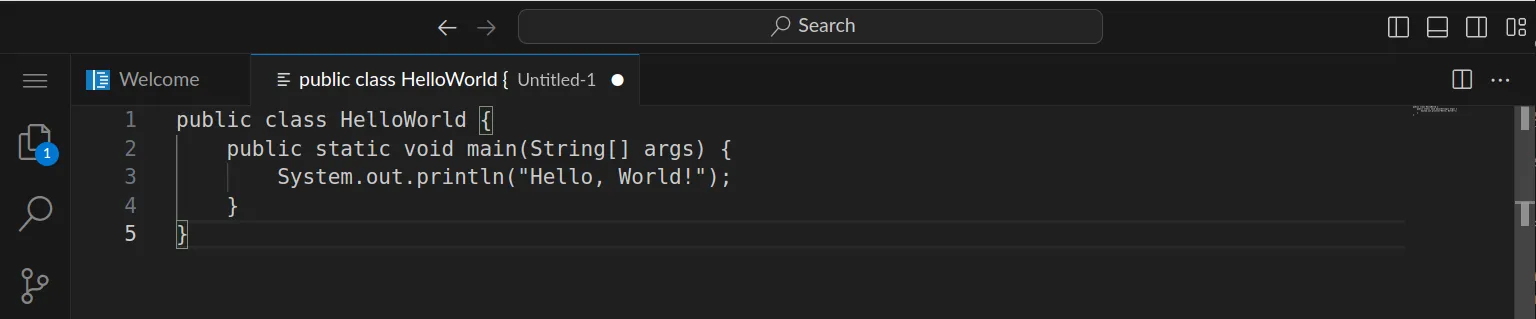 Search
Welcome
public class HelloWorld { Untitled-1
1 public class HelloWorld {
2     public static void main(String[] args) {
1
3         System.out.println("Hello, World!");
4     }
5 }